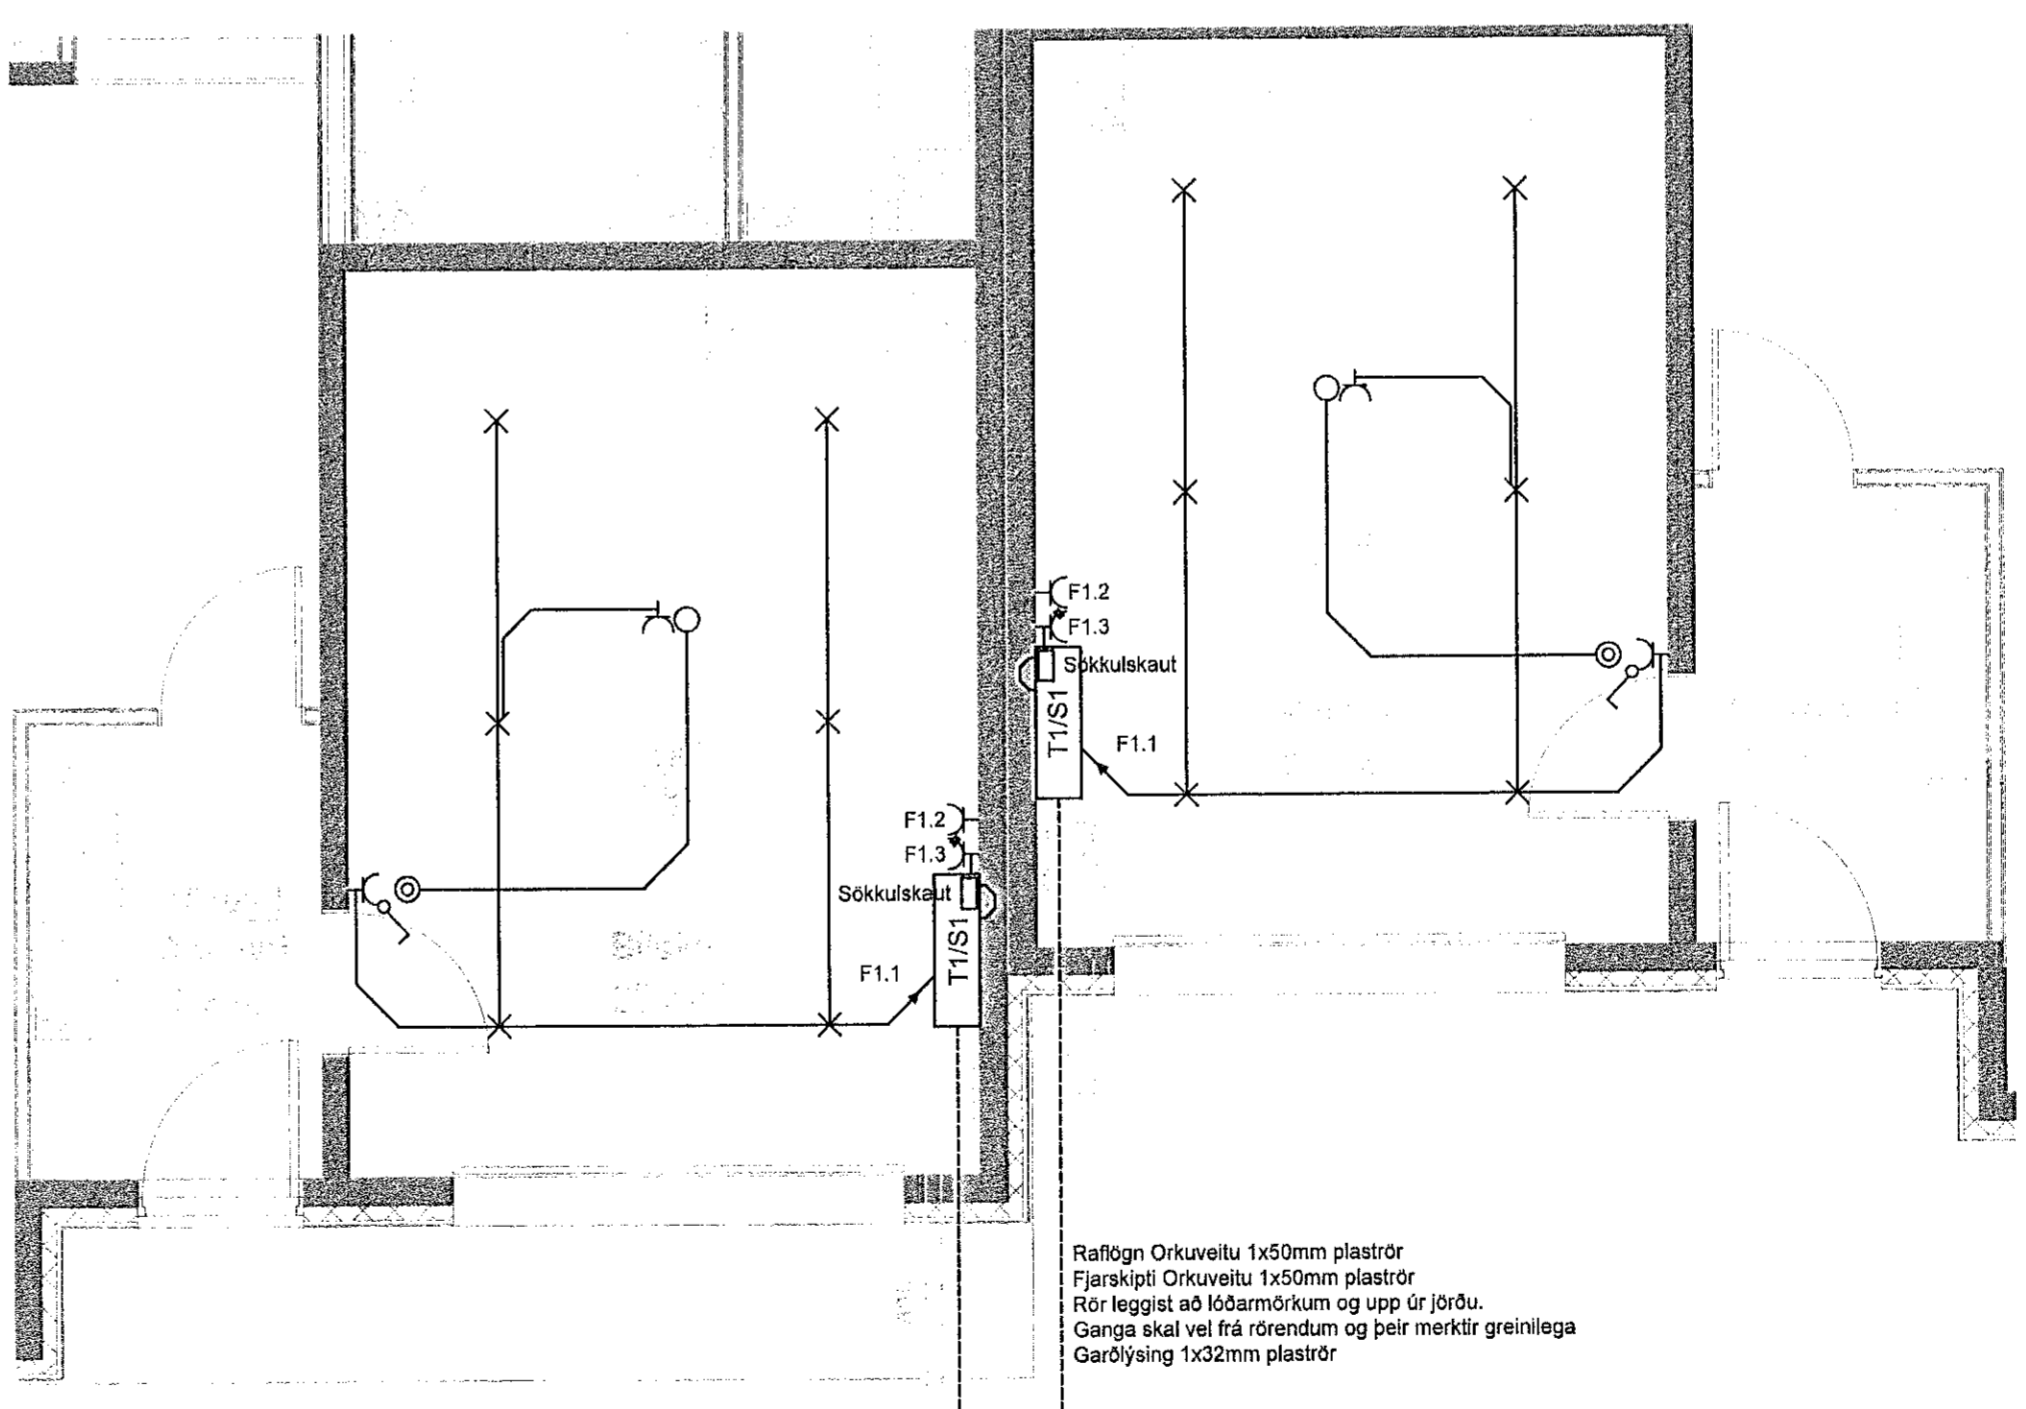 F1.2
F1.3
Sökkulskaut
T1/S1
F1.1
F1.2
F1.3
Sökkulskaut
T1/S1
F1.1
Raflögn Orkuveitu 1x50mm plaströr
Fjarskipti Orkuveitu 1x50mm plaströr
Rör leggist að lóðarmörkum og upp úr jörðu.
Ganga skal vel frá rörendum og þeir merktir greinilega
Garðlýsing 1x32mm plaströr